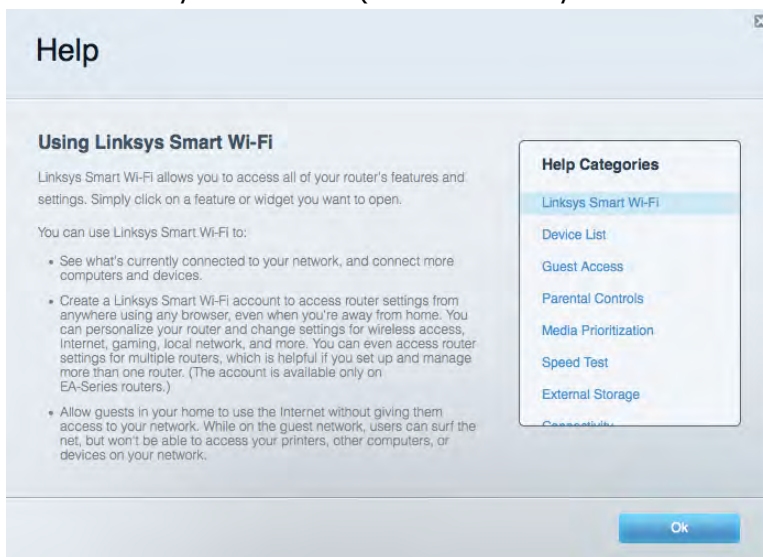 Help
Using Linksys Smart Wi-Fi
Linksys Smart Wi-Fi allows you to access all of your router's features and
settings. Simply click on a feature or widget you want to open.
You can use Linksys Smart Wi-Fi to:
• See what's currently connected to your network, and connect more
computers and devices.
• Create a Linksys Smart Wi-Fi account to access router settings from
anywhere using any browser, even when you're away from home. You
can personalize your router and change settings for wireless access,
Internet, gaming, local network, and more. You can even access router
settings for multiple routers, which is helpful if you set up and manage
more than one router. (The account is available only on
EA-Series routers.)
• Allow guests in your home to use the Internet without giving them
access to your network. While on the guest network, users can surf the
net, but won't be able to access your printers, other computers, or
devices on your network.
Help Categories
Linksys Smart Wi-Fi
Device List
Guest Access
Parental Controls
Media Prioritization
Speed Test
External Storage
Connectivity
Ok